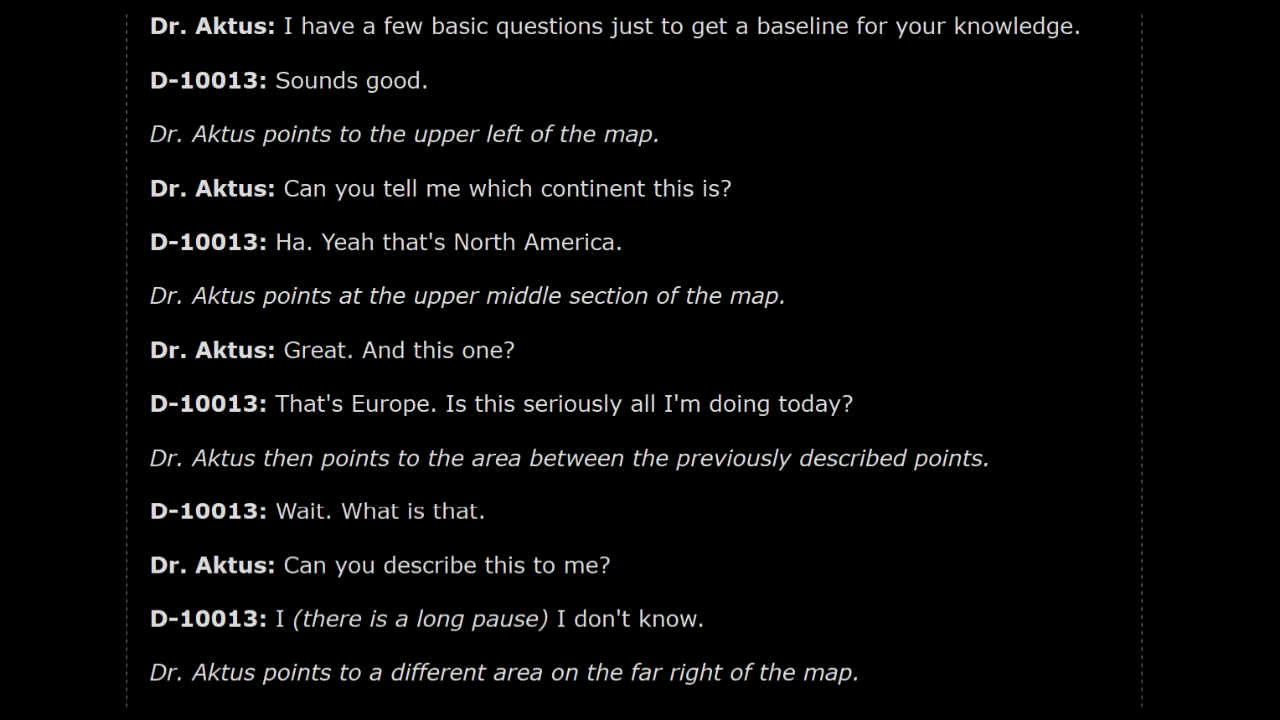 Dr. Aktus: I have a few basic questions just to get a baseline for your knowledge.
D-10013: Sounds good.
Dr. Aktus points to the upper left of the map.
Dr. Aktus: Can you tell me which continent this is?
D-10013: Ha. Yeah that's North America.
Dr. Aktus points at the upper middle section of the map.
Dr. Aktus: Great. And this one?
D-10013: That's Europe. Is this seriously all I'm doing today?
Dr. Aktus then points to the area between the previously described points.
D-10013: Wait. What is that.
Dr. Aktus: Can you describe this to me?
D-10013: I (there is a long pause) I don't know.
Dr. Aktus points to a different area on the far right of the map.